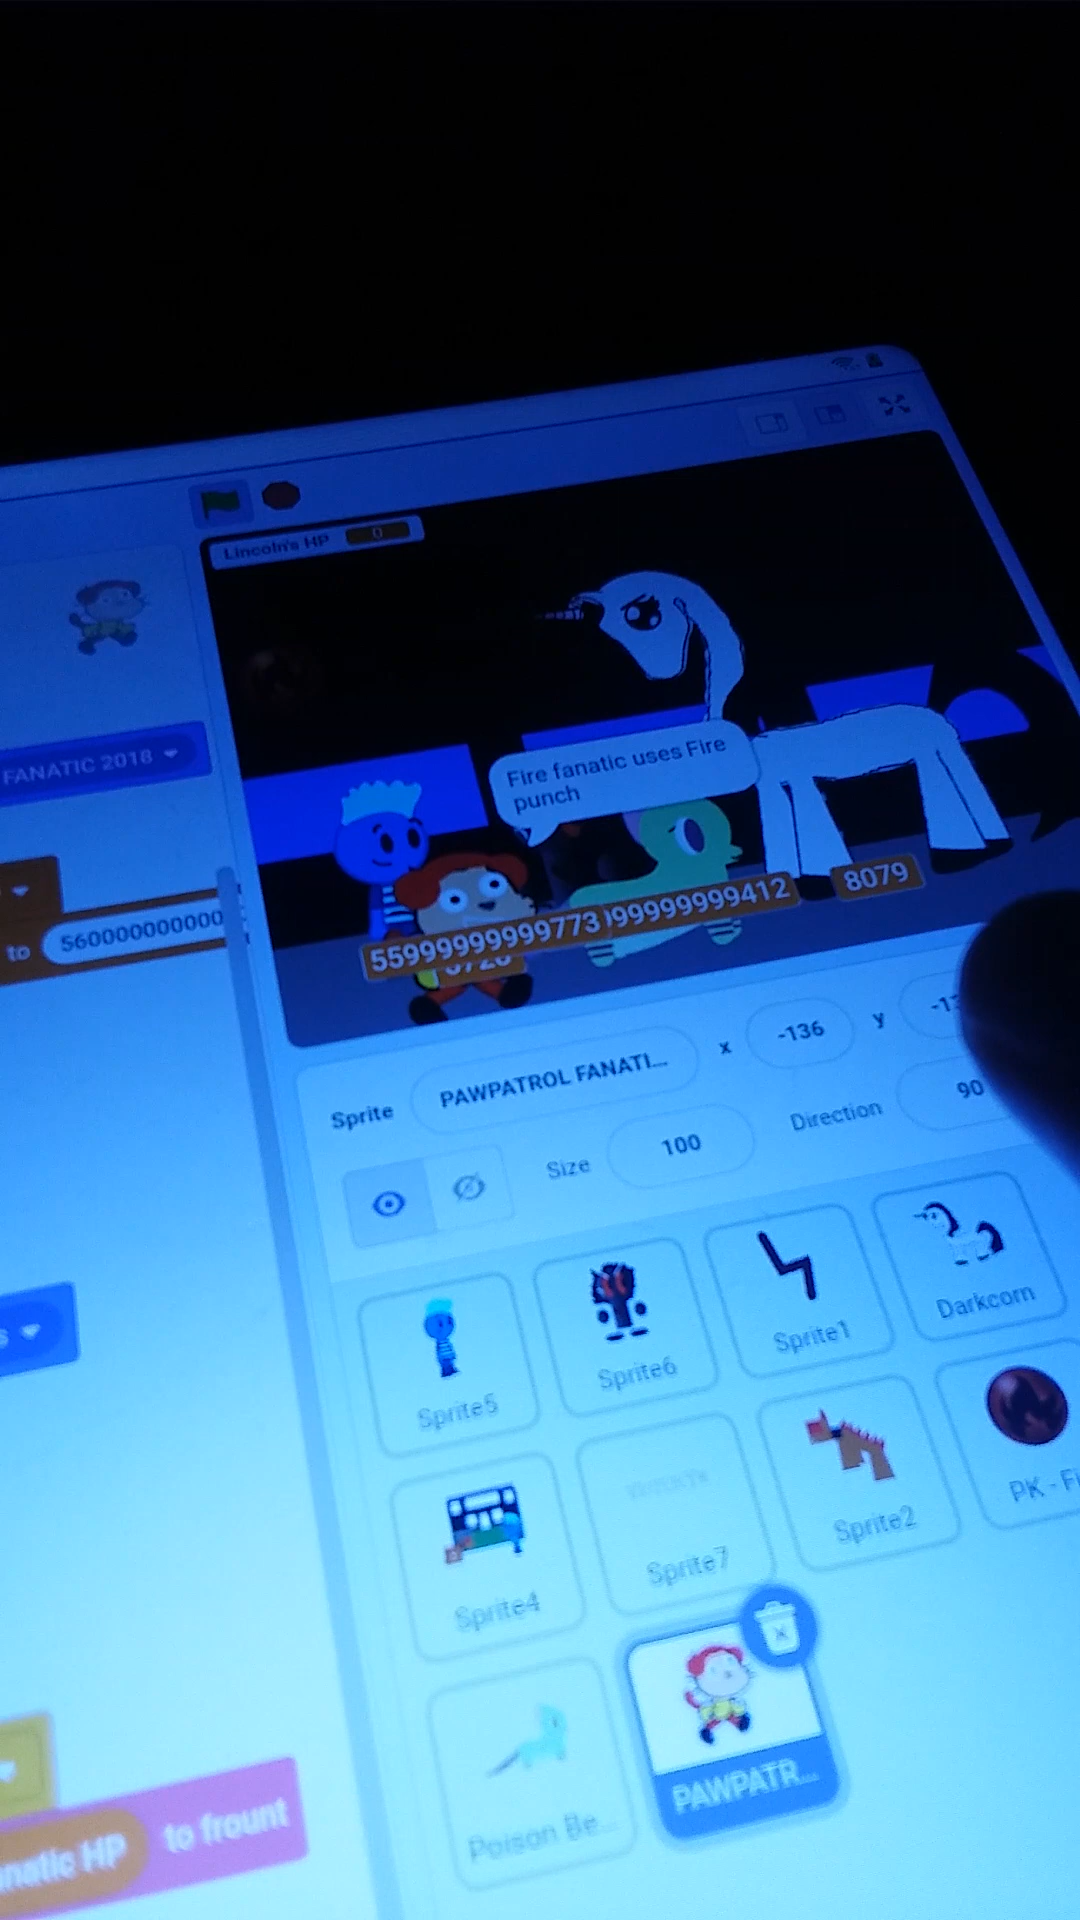 Lincoln's HP 0
FANATIC 2018
Fire fanatic uses Fire
punch
to 560000000000
55999999999773
99999999412
8079
Sprite PAWPATROL FANATI... x -136 y
Size 100 Direction 90
Sprite5
Sprite6
Sprite1
Darkcorn
Sprite4
Sprite7
Sprite2
PK - Fi
Poison Be...
PAWPATR...
HP to frount